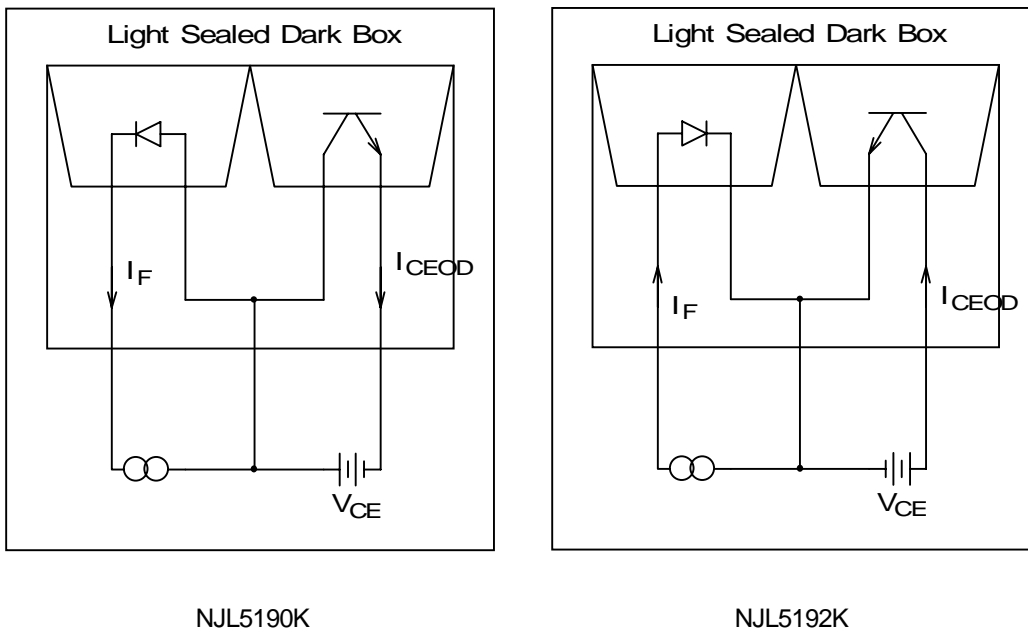 Light Sealed Dark Box
I_F
I_CEOD
V_CE
NJL5190K
Light Sealed Dark Box
I_F
I_CEOD
V_CE
NJL5192K